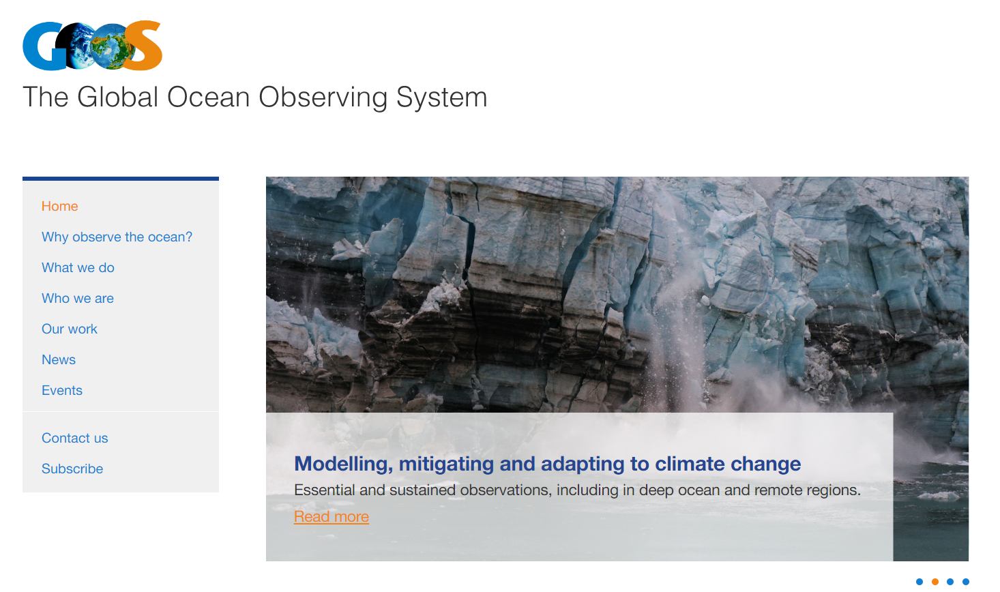 GOOS
The Global Ocean Observing System
Home
Why observe the ocean?
What we do
Who we are
Our work
News
Events
Contact us
Subscribe
Modelling, mitigating and adapting to climate change
Essential and sustained observations, including in deep ocean and remote regions.
Read more